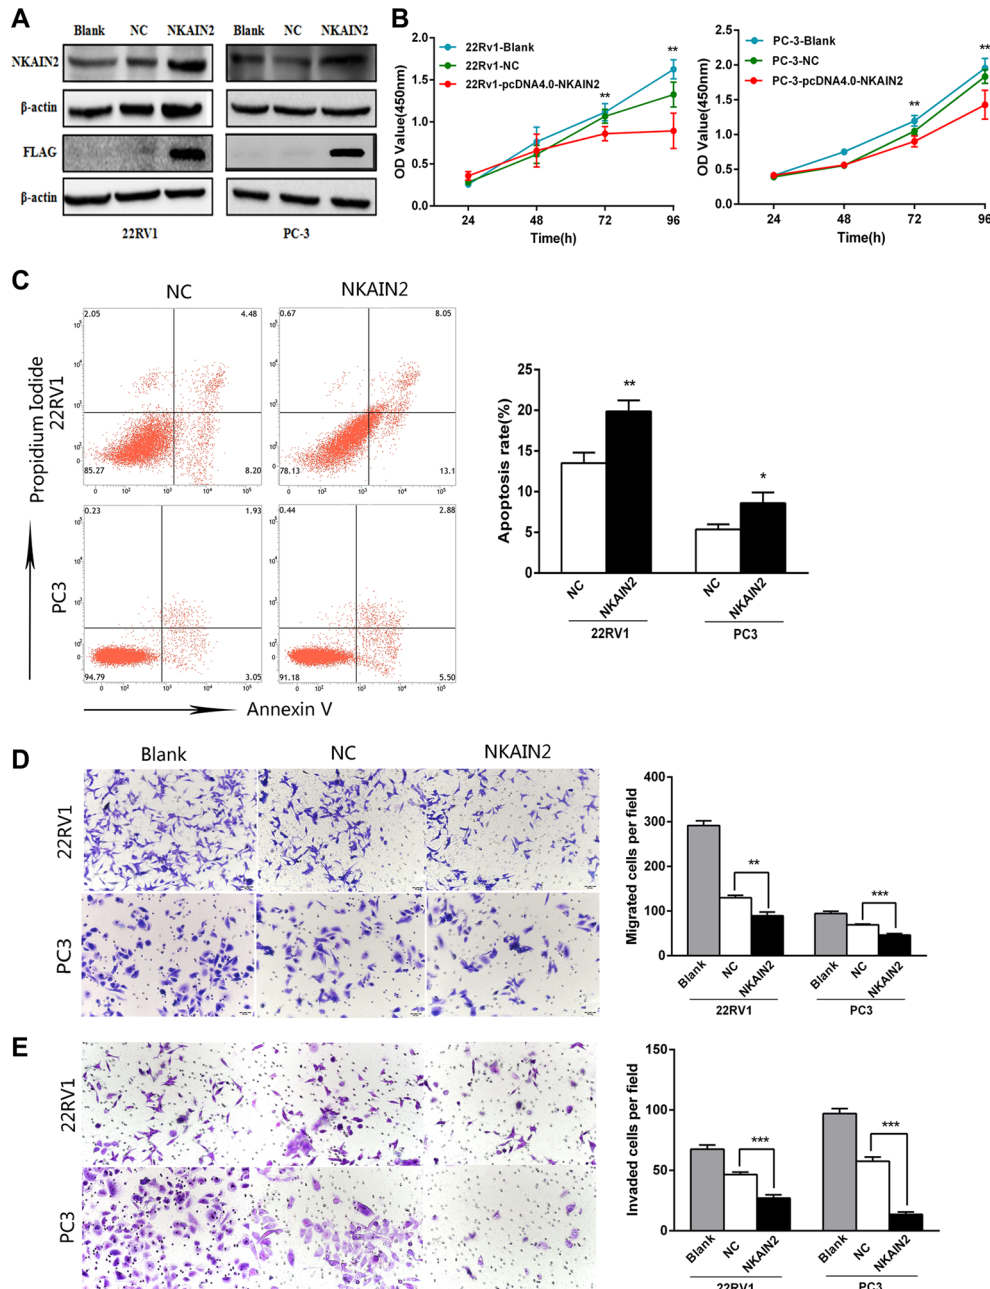 A
Blank NC NKAIN2 Blank NC NKAIN2
NKAIN2
β-actin
FLAG
β-actin
22RV1 PC-3
B
OD Value(450nm)
2.0
1.5
1.0
0.5
0.0
22Rv1-Blank
22Rv1-NC
22Rv1-pcDNA4.0-NKAIN2
**
**
24 48 72 96
Time(h)
OD Value(450nm)
2.5
2.0
1.5
1.0
0.5
0.0
PC-3-Blank
PC-3-NC
PC-3-pcDNA4.0-NKAIN2
**
**
24 48 72 96
Time(h)
C
NC NKAIN2
Propidium Iodide
22RV1
PC3
2.05 4.48
85.27 8.20
0.67 8.05
78.13 13.1
0.23 1.93
94.79 3.05
0.44 2.88
91.18 5.50
Annexin V
Apoptosis rate(%)
25
20
15
10
5
0
**
*
NC NKAIN2 NC NKAIN2
22RV1 PC3
D
Blank NC NKAIN2
22RV1
PC3
Migrated cells per field
400
300
200
100
0
**
***
Blank NC NKAIN2 Blank NC NKAIN2
22RV1 PC3
E
22RV1
PC3
Invaded cells per field
150
100
50
0
***
***
Blank NC NKAIN2 Blank NC NKAIN2
22RV1 PC3